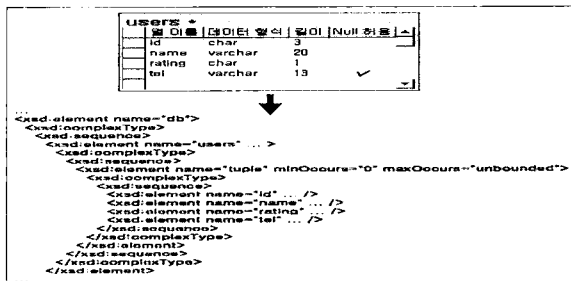 users *
열 이름 데이터 형식 길이 Null 허용
id char 3
name varchar 20
rating char 1
tel varchar 13 ✓
...
<xsd:element name="db">
<xsd:complexType>
<xsd:sequence>
<xsd:element name="users" ... >
<xsd:complexType>
<xsd:sequence>
<xsd:element name="tuple" minOccurs="0" maxOccurs="unbounded">
<xsd:complexType>
<xsd:sequence>
<xsd:element name="id" ... />
<xsd:element name="name" ... />
<xsd:element name="rating" ... />
<xsd:element name="tel" ... />
</xsd:sequence>
</xsd:complexType>
</xsd:element>
</xsd:sequence>
</xsd:complexType>
</xsd:element>
...